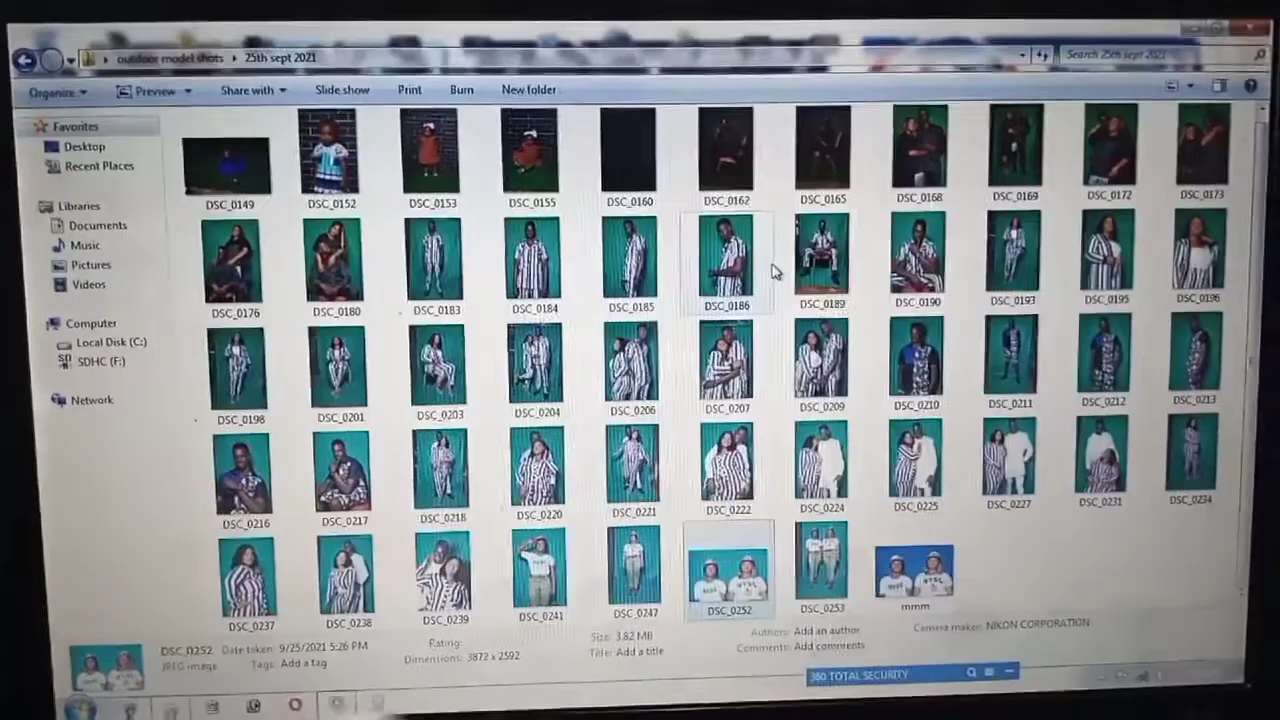 outdoor model shots ▸ 25th sept 2021
Search 25th sept 2021
Organize Preview Share with Slide show Print Burn New folder
Favorites
Desktop
Recent Places
Libraries
Documents
Music
Pictures
Videos
Computer
Local Disk (C:)
SDHC (F:)
Network
DSC_0149 DSC_0152 DSC_0153 DSC_0155 DSC_0160 DSC_0162 DSC_0165 DSC_0168 DSC_0169 DSC_0172 DSC_0173
DSC_0176 DSC_0180 DSC_0183 DSC_0184 DSC_0185 DSC_0186 DSC_0189 DSC_0190 DSC_0193 DSC_0195 DSC_0196
DSC_0198 DSC_0201 DSC_0203 DSC_0204 DSC_0206 DSC_0207 DSC_0209 DSC_0210 DSC_0211 DSC_0212 DSC_0213
DSC_0216 DSC_0217 DSC_0218 DSC_0220 DSC_0221 DSC_0222 DSC_0224 DSC_0225 DSC_0227 DSC_0231 DSC_0234
DSC_0237 DSC_0238 DSC_0239 DSC_0241 DSC_0247 DSC_0252 DSC_0253 mmm
DSC_0252 Date taken: 9/25/2021 5:26 PM Rating: Size: 3.82 MB Authors: Add an author Camera maker: NIKON CORPORATION
JPEG image Tags: Add a tag Dimensions: 3872 x 2592 Title: Add a title Comments: Add comments
360 TOTAL SECURITY